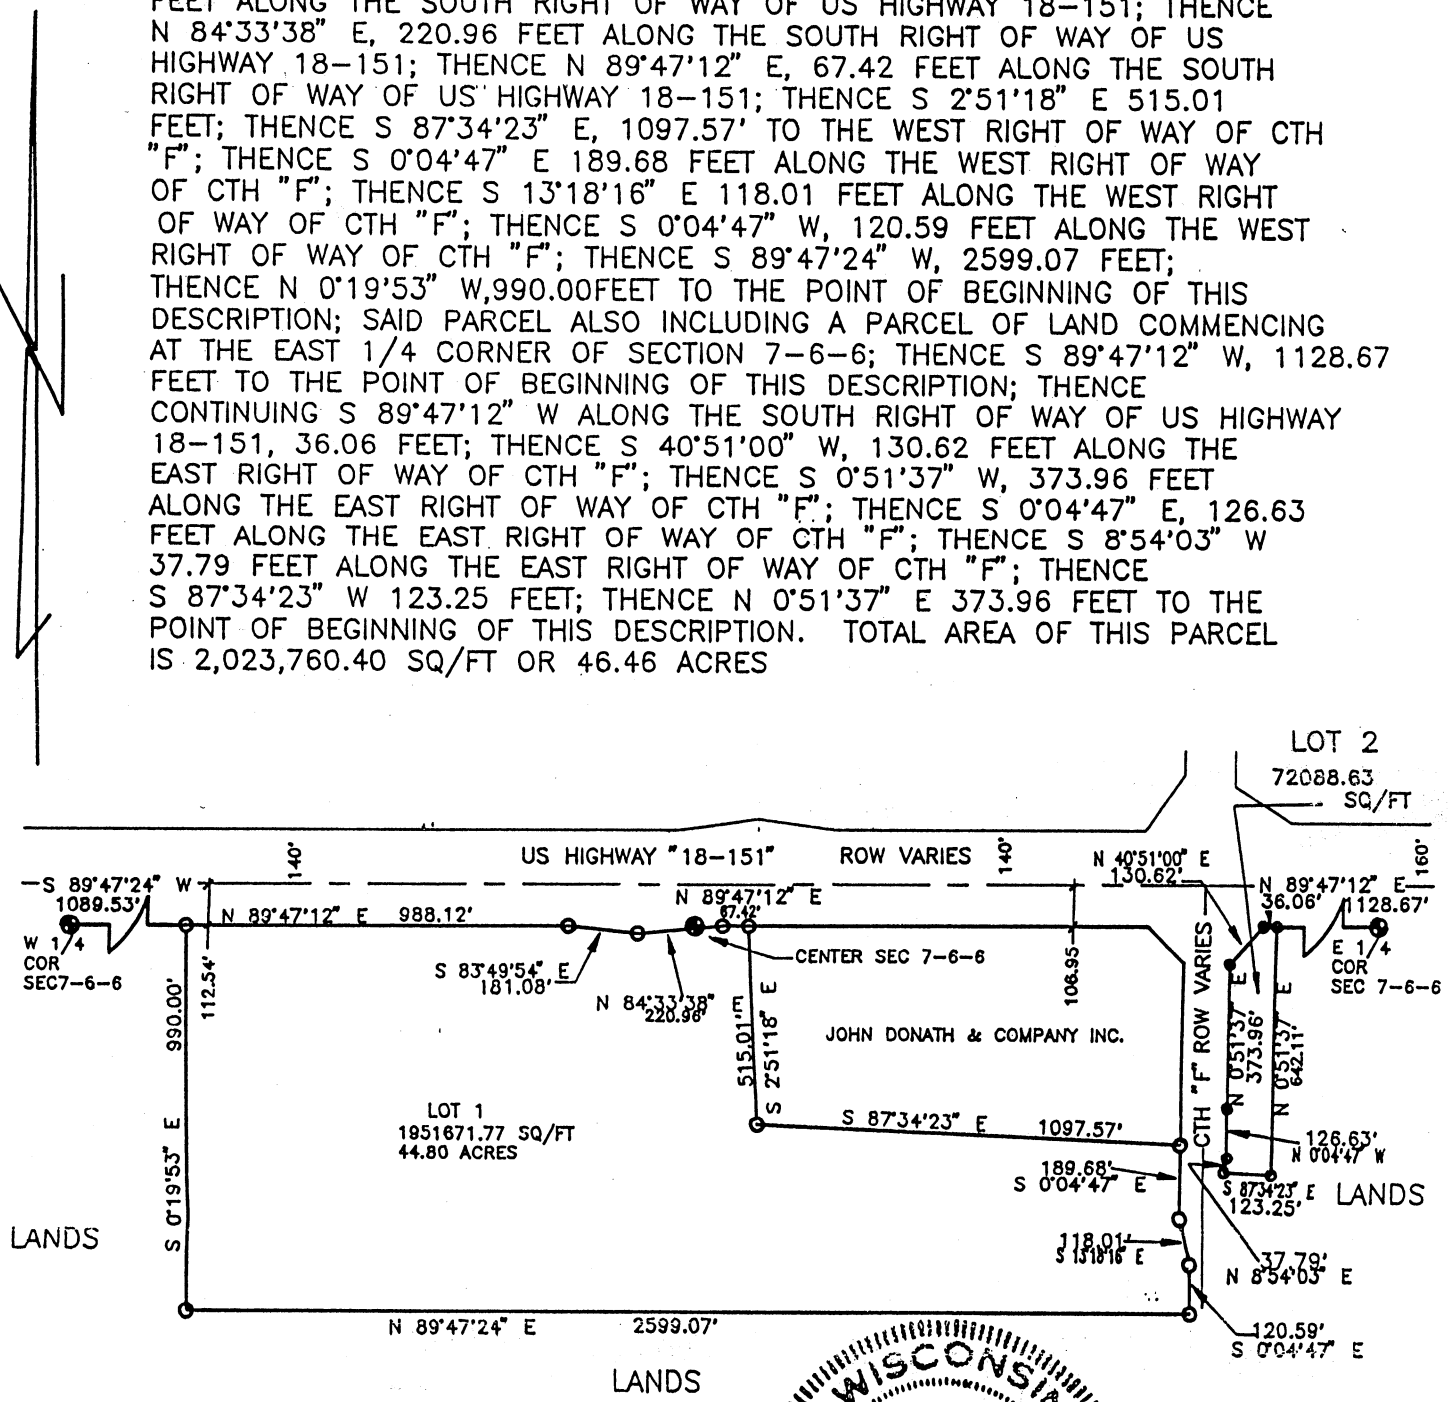 FEET ALONG THE SOUTH RIGHT OF WAY OF US HIGHWAY 18-151; THENCE
N 84°33'38" E, 220.96 FEET ALONG THE SOUTH RIGHT OF WAY OF US
HIGHWAY 18-151; THENCE N 89°47'12" E, 67.42 FEET ALONG THE SOUTH
RIGHT OF WAY OF US HIGHWAY 18-151; THENCE S 2°51'18" E 515.01
FEET; THENCE S 87°34'23" E, 1097.57' TO THE WEST RIGHT OF WAY OF CTH
"F"; THENCE S 0°04'47" E 189.68 FEET ALONG THE WEST RIGHT OF WAY
OF CTH "F"; THENCE S 13°18'16" E 118.01 FEET ALONG THE WEST RIGHT
OF WAY OF CTH "F"; THENCE S 0°04'47" W, 120.59 FEET ALONG THE WEST
RIGHT OF WAY OF CTH "F"; THENCE S 89°47'24" W, 2599.07 FEET;
THENCE N 0°19'53" W,990.00FEET TO THE POINT OF BEGINNING OF THIS
DESCRIPTION; SAID PARCEL ALSO INCLUDING A PARCEL OF LAND COMMENCING
AT THE EAST 1/4 CORNER OF SECTION 7-6-6; THENCE S 89°47'12" W, 1128.67
FEET TO THE POINT OF BEGINNING OF THIS DESCRIPTION; THENCE
CONTINUING S 89°47'12" W ALONG THE SOUTH RIGHT OF WAY OF US HIGHWAY
18-151, 36.06 FEET; THENCE S 40°51'00" W, 130.62 FEET ALONG THE
EAST RIGHT OF WAY OF CTH "F"; THENCE S 0°51'37" W, 373.96 FEET
ALONG THE EAST RIGHT OF WAY OF CTH "F"; THENCE S 0°04'47" E, 126.63
FEET ALONG THE EAST RIGHT OF WAY OF CTH "F"; THENCE S 8°54'03" W
37.79 FEET ALONG THE EAST RIGHT OF WAY OF CTH "F"; THENCE
S 87°34'23" W 123.25 FEET; THENCE N 0°51'37" E 373.96 FEET TO THE
POINT OF BEGINNING OF THIS DESCRIPTION. TOTAL AREA OF THIS PARCEL
IS 2,023,760.40 SQ/FT OR 46.46 ACRES
LOT 2
72088.63
SQ/FT
US HIGHWAY "18-151" ROW VARIES
140'
140'
160'
N 40°51'00" E
130.62'
S 89°47'24" W
1089.53'
N 89°47'12" E
67.42'
N 89°47'12" E
36.06'
1128.67'
N 89°47'12" E 988.12'
W 1/4
COR
SEC7-6-6
112.54'
S 83°49'54" E
181.08'
N 84°33'38" E
220.96'
CENTER SEC 7-6-6
106.95
E 1/4
COR
SEC 7-6-6
S 0°19'53" E 990.00'
515.01'
S 2°51'18" E
JOHN DONATH & COMPANY INC.
CTH "F" ROW VARIES
N 0°51'37" E
373.96'
N 0°51'37" E
642.11'
LOT 1
1951671.77 SQ/FT
44.80 ACRES
S 87°34'23" E 1097.57'
126.63'
N 0°04'47" W
189.68'
S 0°04'47" E
S 87°34'23" E
123.25'
LANDS
LANDS
118.01'
S 13°18'16" E
37.79'
N 8°54'03" E
N 89°47'24" E 2599.07'
120.59'
S 0°04'47" E
LANDS
WISCONSIN